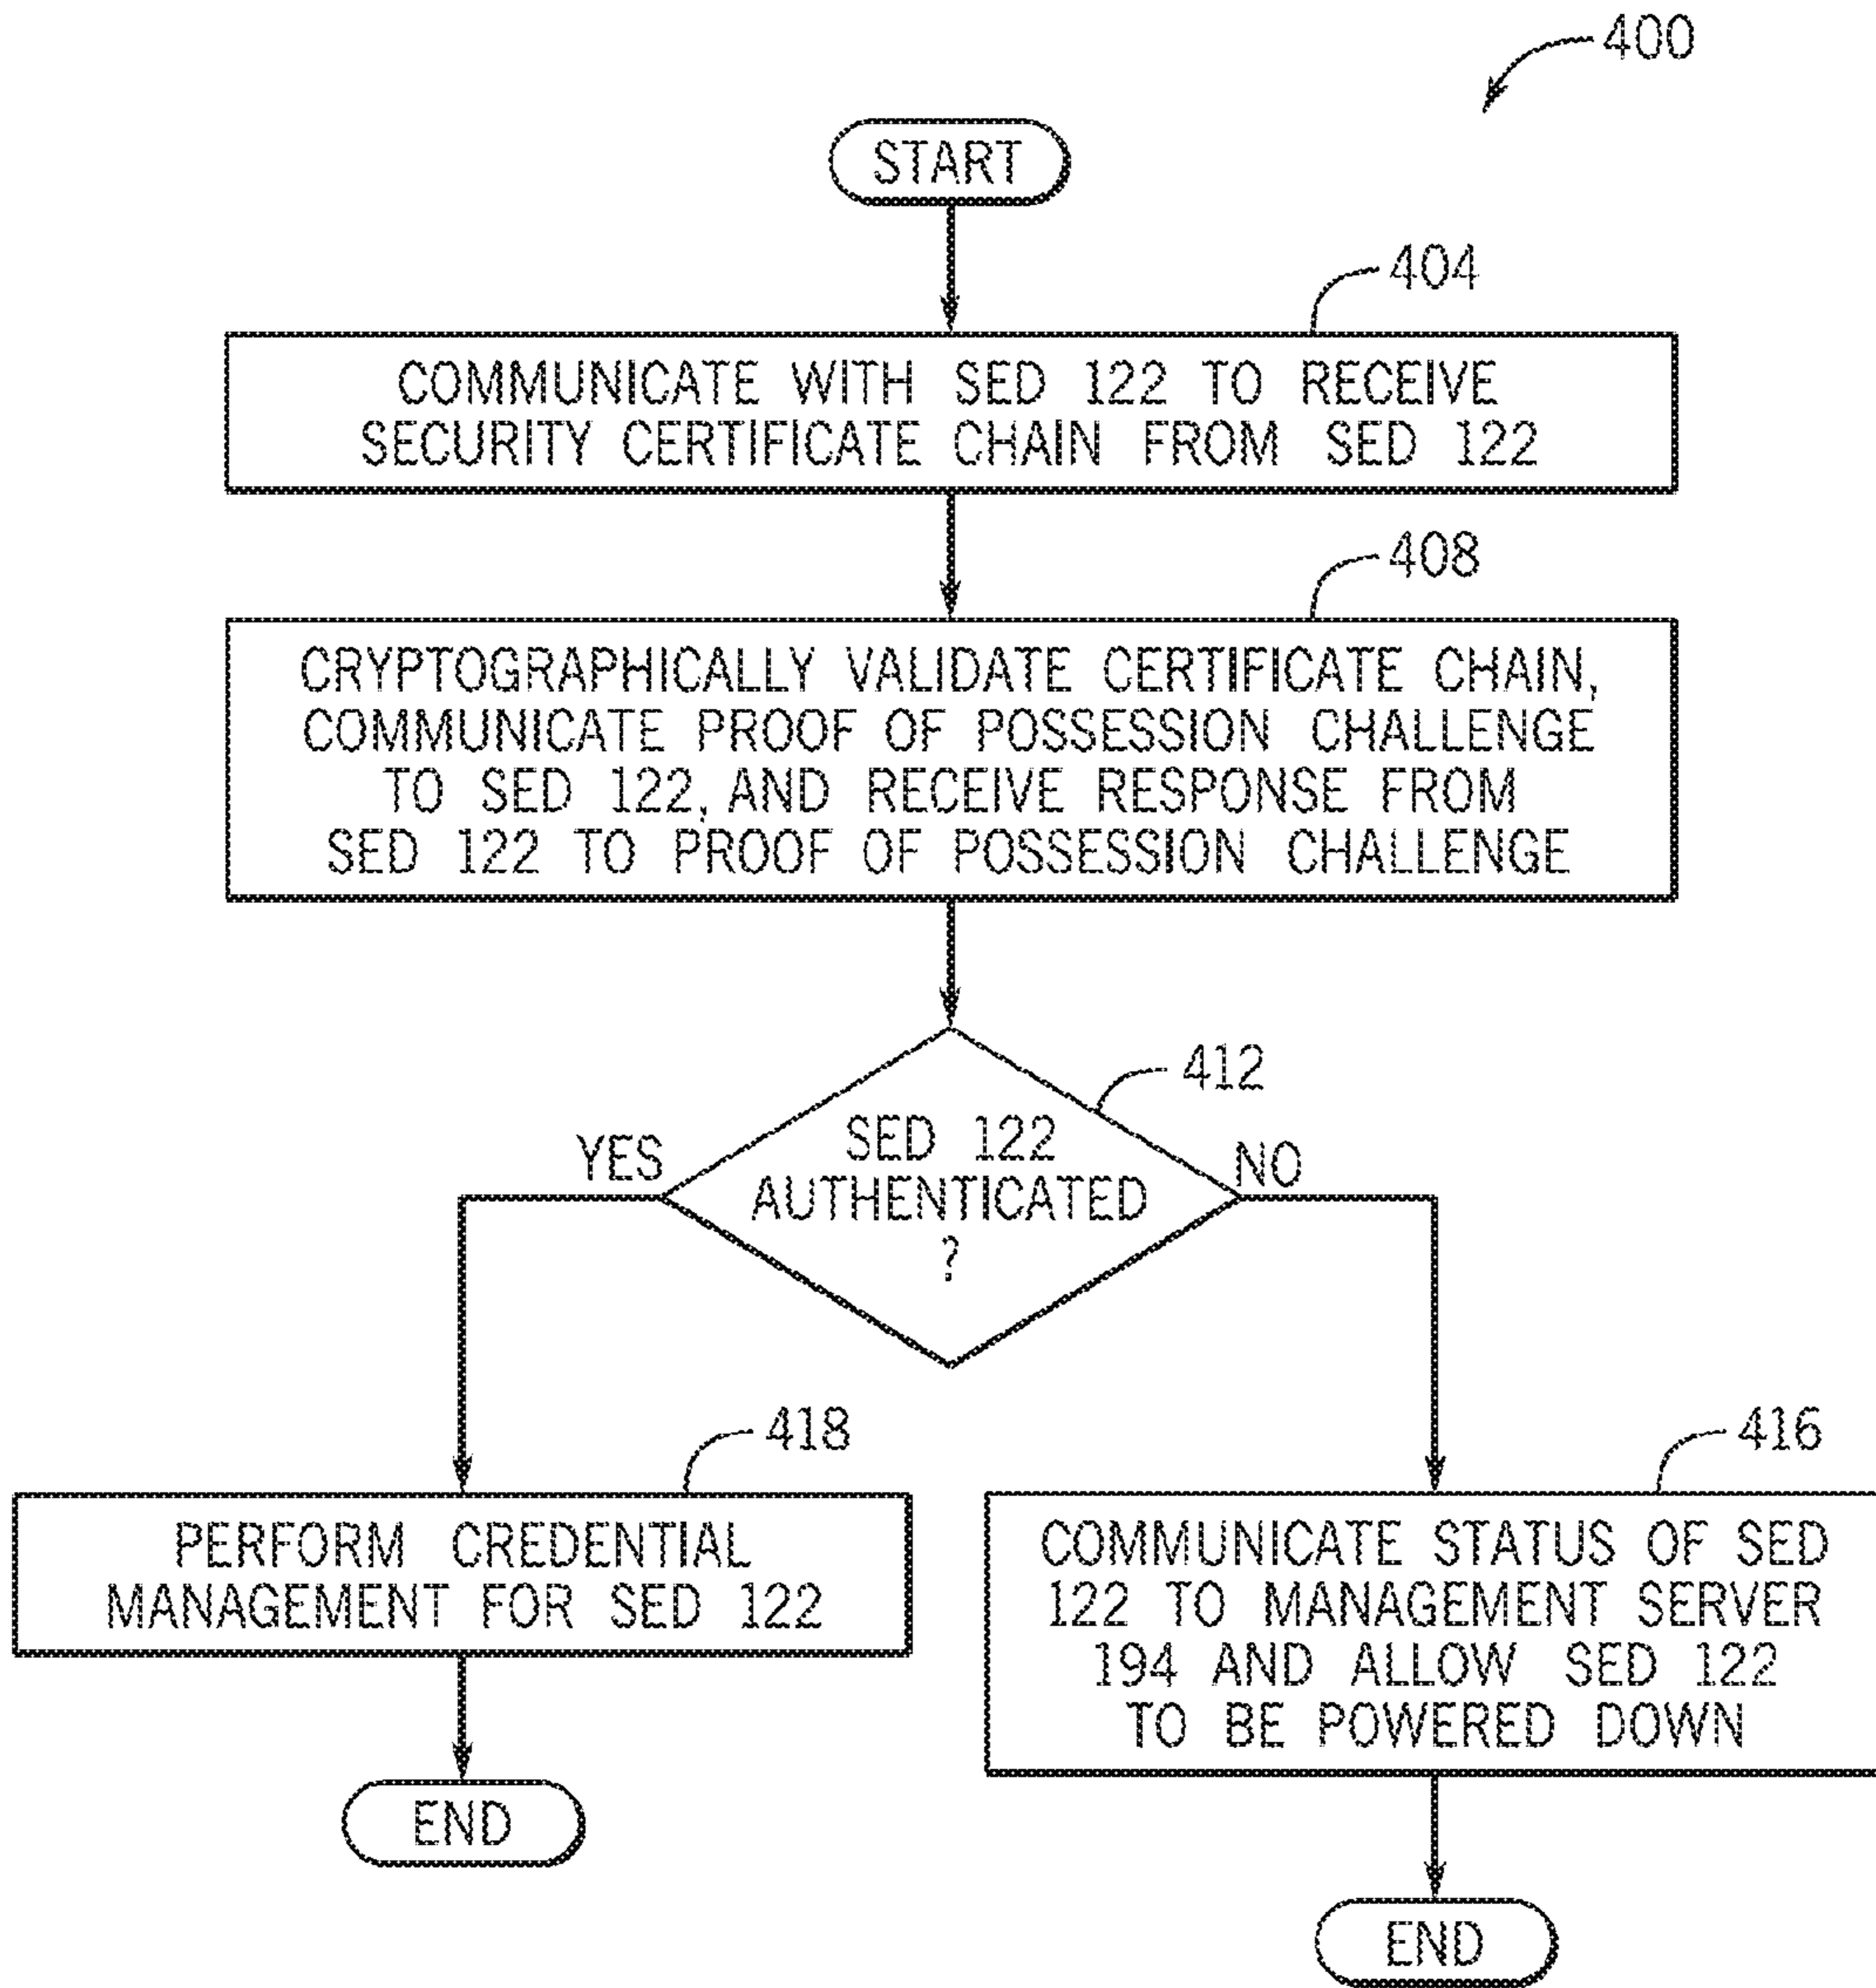 400
START
404
COMMUNICATE WITH SED 122 TO RECEIVE
SECURITY CERTIFICATE CHAIN FROM SED 122
408
CRYPTOGRAPHICALLY VALIDATE CERTIFICATE CHAIN,
COMMUNICATE PROOF OF POSSESSION CHALLENGE
TO SED 122, AND RECEIVE RESPONSE FROM
SED 122 TO PROOF OF POSSESSION CHALLENGE
412
SED 122
AUTHENTICATED
?
YES
NO
418
PERFORM CREDENTIAL
MANAGEMENT FOR SED 122
END
416
COMMUNICATE STATUS OF SED
122 TO MANAGEMENT SERVER
194 AND ALLOW SED 122
TO BE POWERED DOWN
END